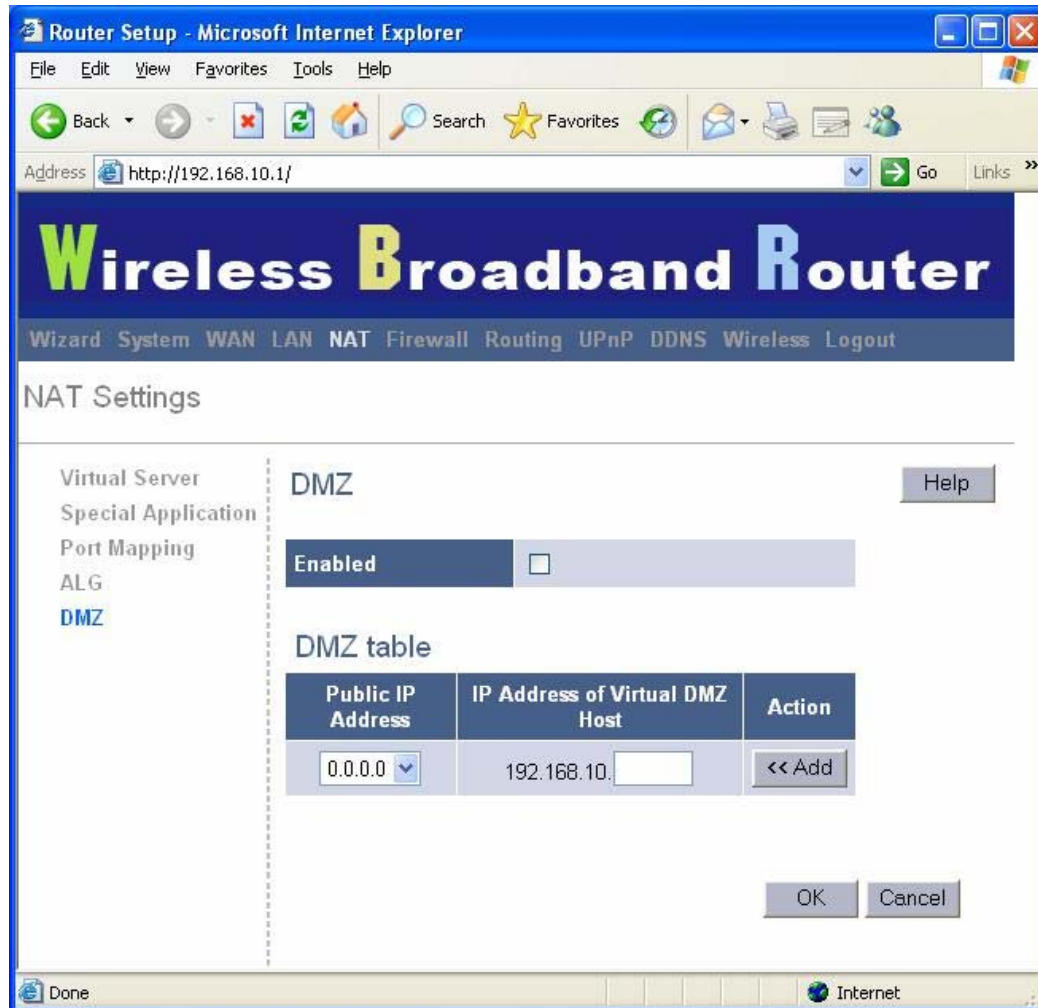 Router Setup - Microsoft Internet Explorer
File Edit View Favorites Tools Help
Back Search Favorites
Address http://192.168.10.1/ Go Links »
Wireless Broadband Router
Wizard System WAN LAN NAT Firewall Routing UPnP DDNS Wireless Logout
NAT Settings
Virtual Server
Special Application
Port Mapping
ALG
DMZ
DMZ
Help
Enabled
DMZ table
Public IP Address
IP Address of Virtual DMZ Host
Action
0.0.0.0
192.168.10.
<< Add
OK Cancel
Done Internet